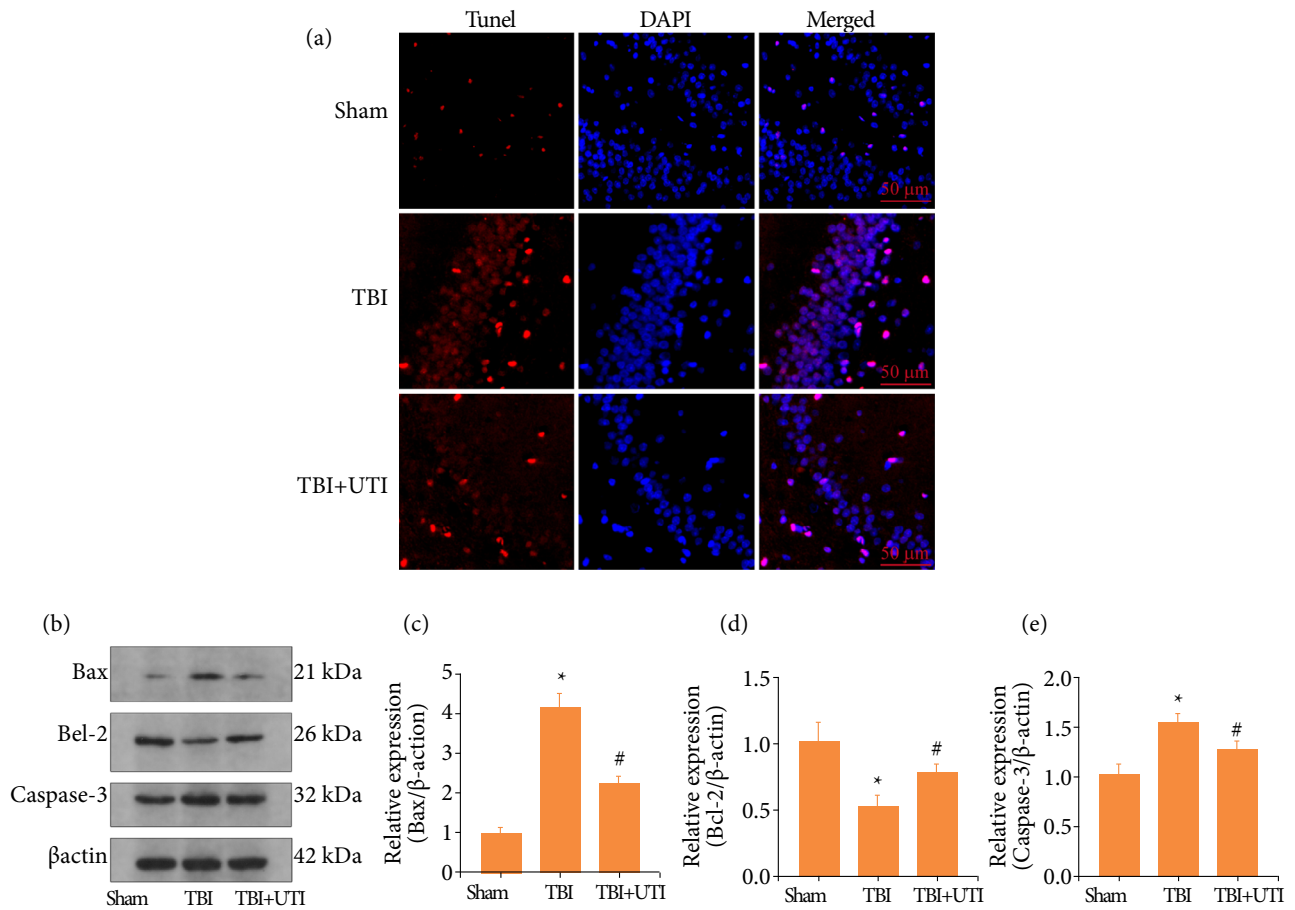 (a)
Tunel DAPI Merged
Sham
50 μm
TBI
50 μm
TBI+UTI
50 μm
(b)
Bax 21 kDa
Bel-2 26 kDa
Caspase-3 32 kDa
βactin 42 kDa
Sham TBI TBI+UTI
(c)
Relative expression
(Bax/β-action)
5
4
3
2
1
0
*
#
Sham TBI TBI+UTI
(d)
Relative expression
(Bcl-2/β-actin)
1.5
1.0
0.5
0.0
*
#
Sham TBI TBI+UTI
(e)
Relative expression
(Caspase-3/β-actin)
2.0
1.5
1.0
0.5
0.0
*
#
Sham TBI TBI+UTI